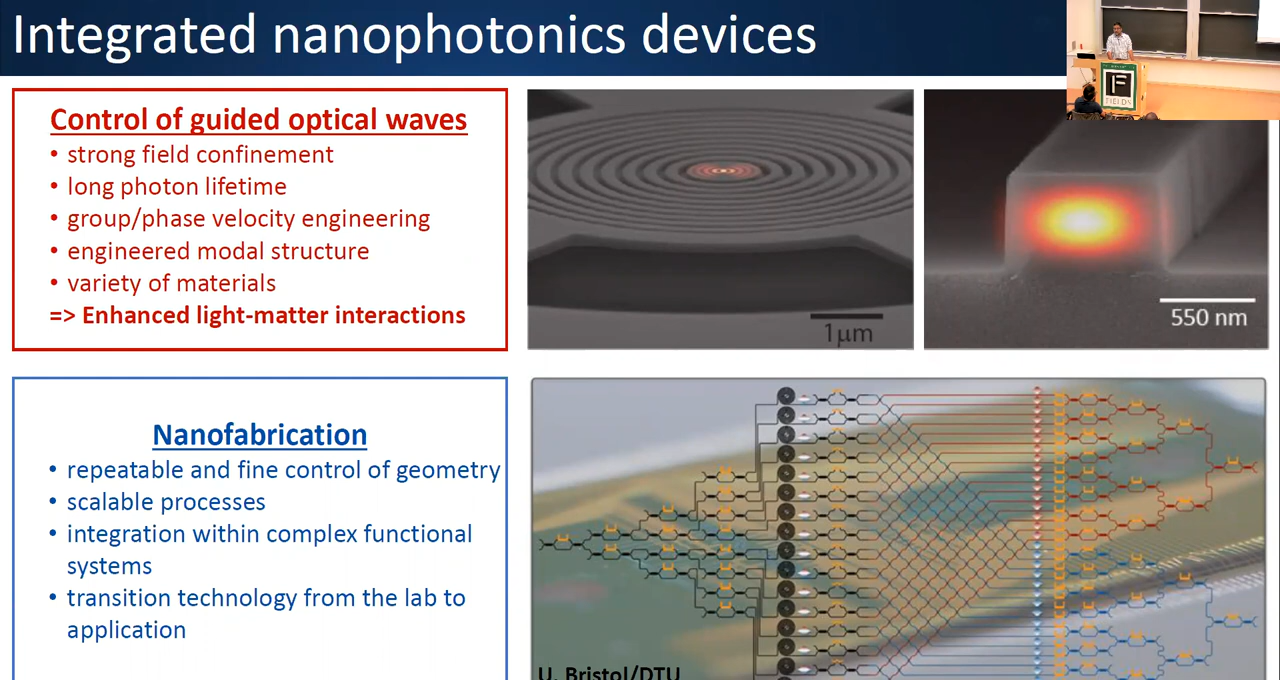 Integrated nanophotonics devices
Control of guided optical waves
• strong field confinement
• long photon lifetime
• group/phase velocity engineering
• engineered modal structure
• variety of materials
=> Enhanced light-matter interactions
1μm
550 nm
F
FIELDS
Nanofabrication
• repeatable and fine control of geometry
• scalable processes
• integration within complex functional
systems
• transition technology from the lab to
application
U. Bristol/DTU